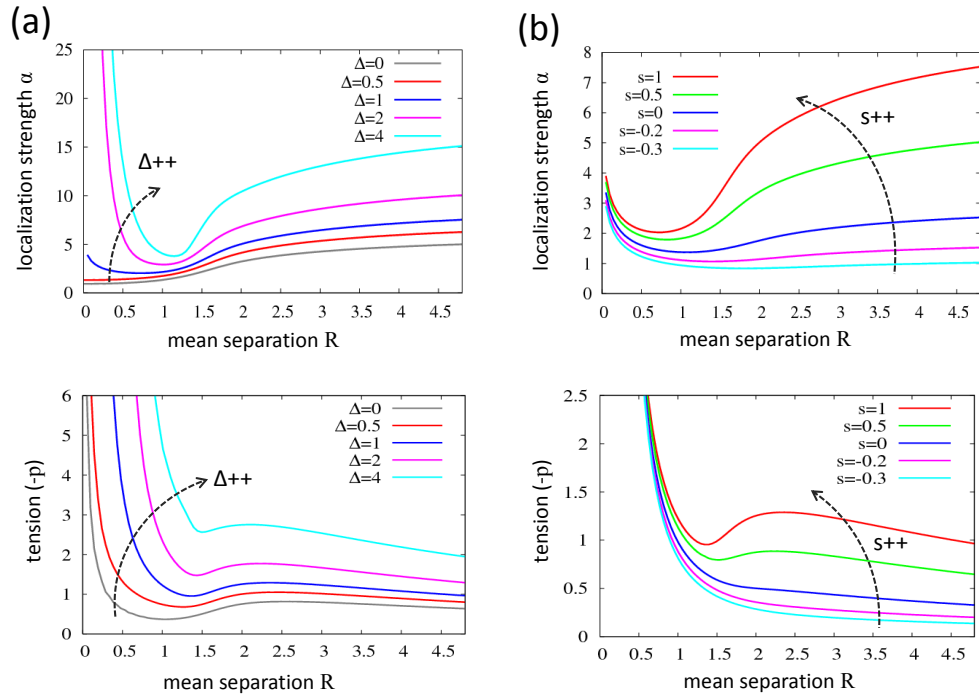 (a)
25
20
15
10
5
0
localization strength α
Δ=0
Δ=0.5
Δ=1
Δ=2
Δ=4
Δ++
0 0.5 1 1.5 2 2.5 3 3.5 4 4.5
mean separation R
(b)
8
7
6
5
4
3
2
1
0
localization strength α
s=1
s=0.5
s=0
s=-0.2
s=-0.3
s++
0 0.5 1 1.5 2 2.5 3 3.5 4 4.5
mean separation R
6
5
4
3
2
1
0
tension (-p)
Δ=0
Δ=0.5
Δ=1
Δ=2
Δ=4
Δ++
0 0.5 1 1.5 2 2.5 3 3.5 4 4.5
mean separation R
2.5
2
1.5
1
0.5
0
tension (-p)
s=1
s=0.5
s=0
s=-0.2
s=-0.3
s++
0 0.5 1 1.5 2 2.5 3 3.5 4 4.5
mean separation R